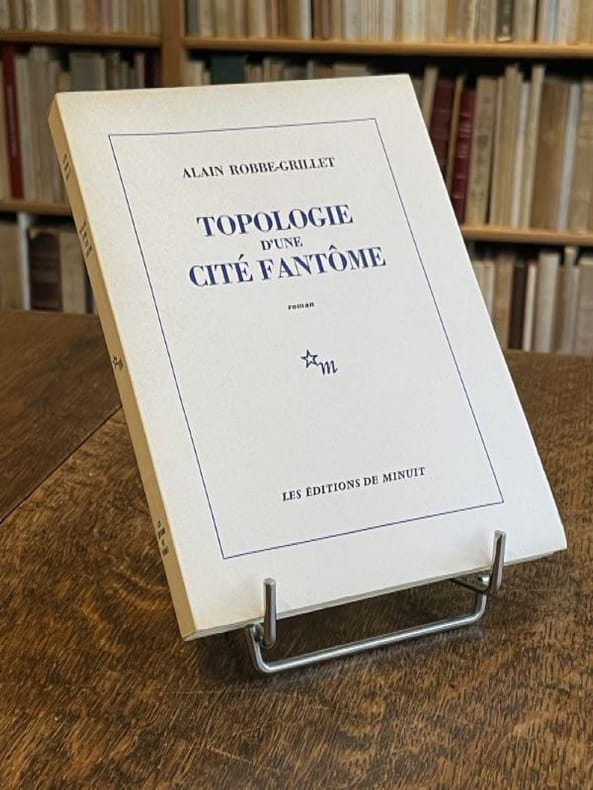 ALAIN ROBBE-GRILLET
TOPOLOGIE
D'UNE
CITÉ FANTÔME
roman
m
LES ÉDITIONS DE MINUIT